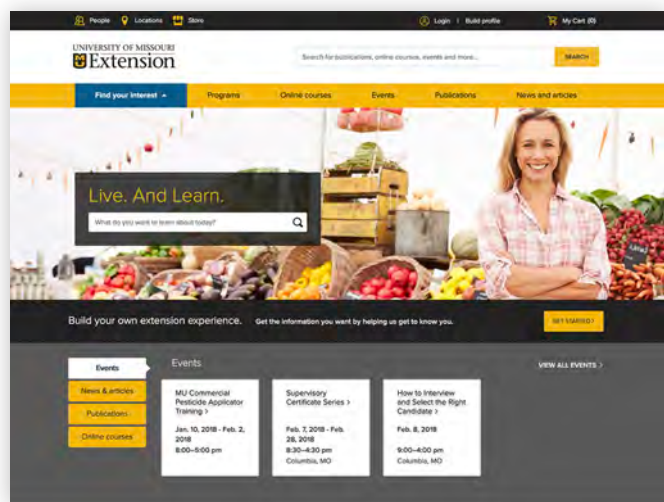 People Locations Store Login | Build profile My Cart (0)
UNIVERSITY OF MISSOURI
Extension
Search for publications, online courses, events and more... SEARCH
Find your interest Programs Online courses Events Publications News and articles
Live. And Learn.
What do you want to learn about today?
Build your own extension experience. Get the information you want by helping us get to know you. GET STARTED >
Events
News & articles
Publications
Online courses
Events
VIEW ALL EVENTS >
MU Commercial
Pesticide Applicator
Training >
Jan. 10, 2018 - Feb. 2,
2018
8:00–5:00 pm
Supervisory
Certificate Series >
Feb. 7, 2018 - Feb.
28, 2018
8:30–4:30 pm
Columbia, MO
How to Interview
and Select the Right
Candidate >
Feb. 8, 2018
9:00–4:00 pm
Columbia, MO